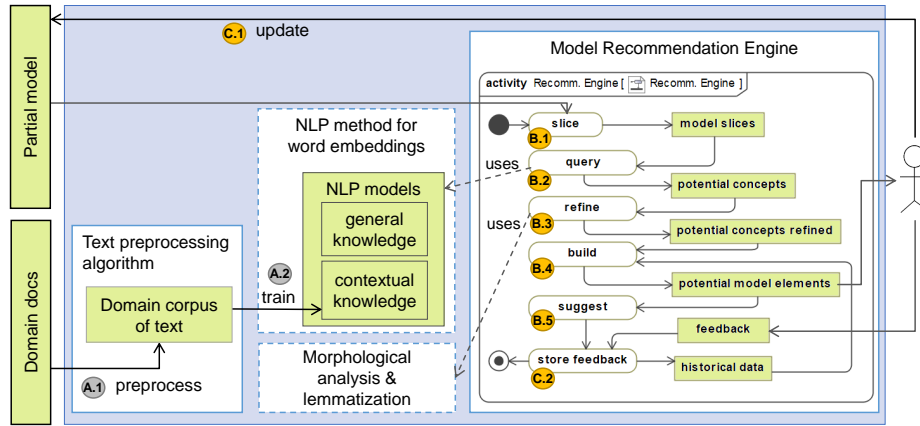 C.1 update
Partial model
Domain docs
Text preprocessing
algorithm
Domain corpus
of text
A.1 preprocess
A.2
train
NLP method for
word embeddings
NLP models
general
knowledge
contextual
knowledge
Morphological
analysis &
lemmatization
uses
uses
Model Recommendation Engine
activity Recomm. Engine [ Recomm. Engine ]
slice
B.1
model slices
query
B.2
potential concepts
refine
B.3
potential concepts refined
build
B.4
potential model elements
suggest
B.5
feedback
store feedback
C.2
historical data